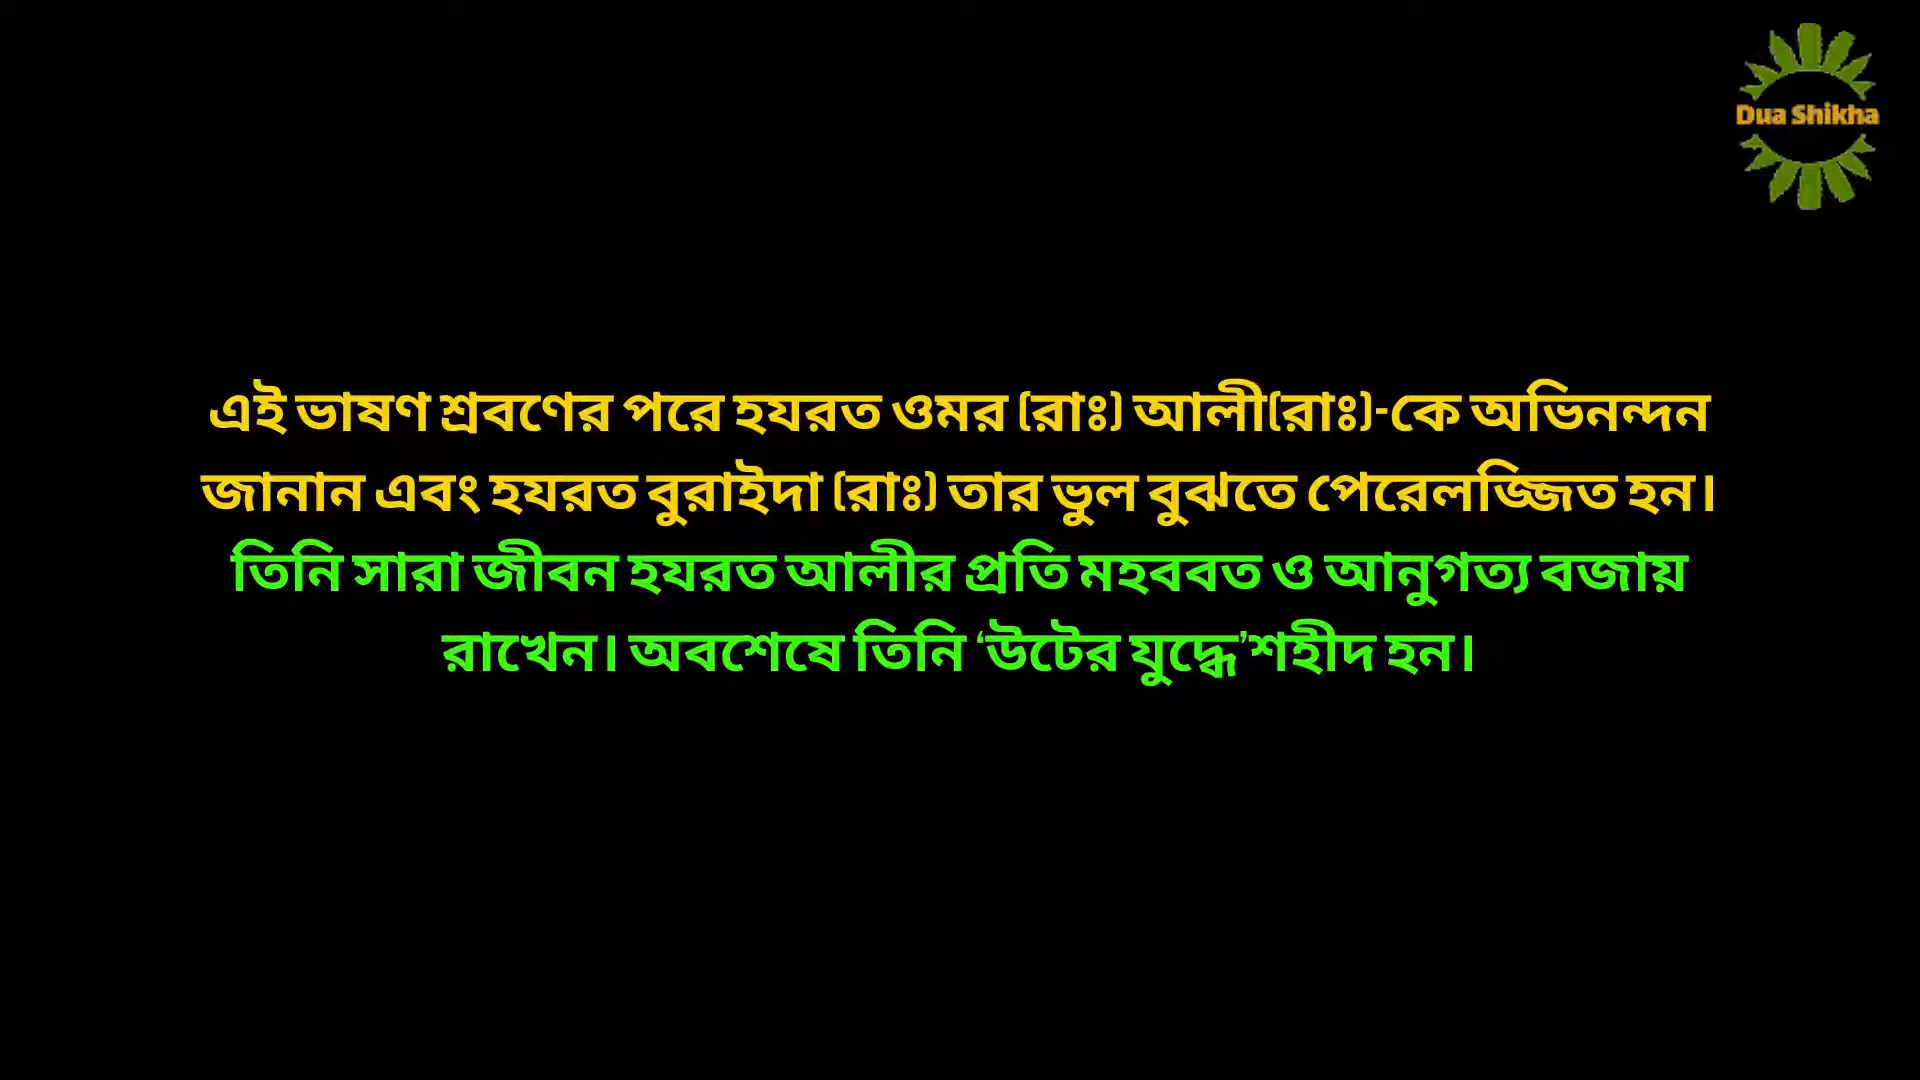 Dua Shikha
এই ভাষণ শ্রবণের পরে হযরত ওমর (রাঃ) আলী(রাঃ)-কে অভিনন্দন
জানান এবং হযরত বুরাইদা (রাঃ) তার ভুল বুঝতে পেরেলজ্জিত হন।
তিনি সারা জীবন হযরত আলীর প্রতি মহববত ও আনুগত্য বজায়
রাখেন। অবশেষে তিনি ‘উটের যুদ্ধে’শহীদ হন।